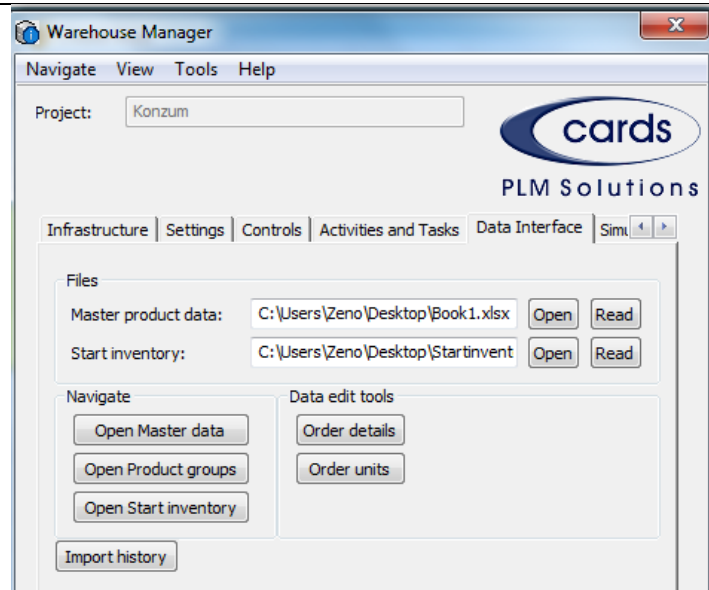 Warehouse Manager
Navigate View Tools Help
Project: Konzum
cards
PLM Solutions
Infrastructure Settings Controls Activities and Tasks Data Interface Simu
Files
Master product data: C:\Users\Zeno\Desktop\Book1.xlsx Open Read
Start inventory: C:\Users\Zeno\Desktop\Startinvent Open Read
Navigate Data edit tools
Open Master data Order details
Open Product groups Order units
Open Start inventory
Import history